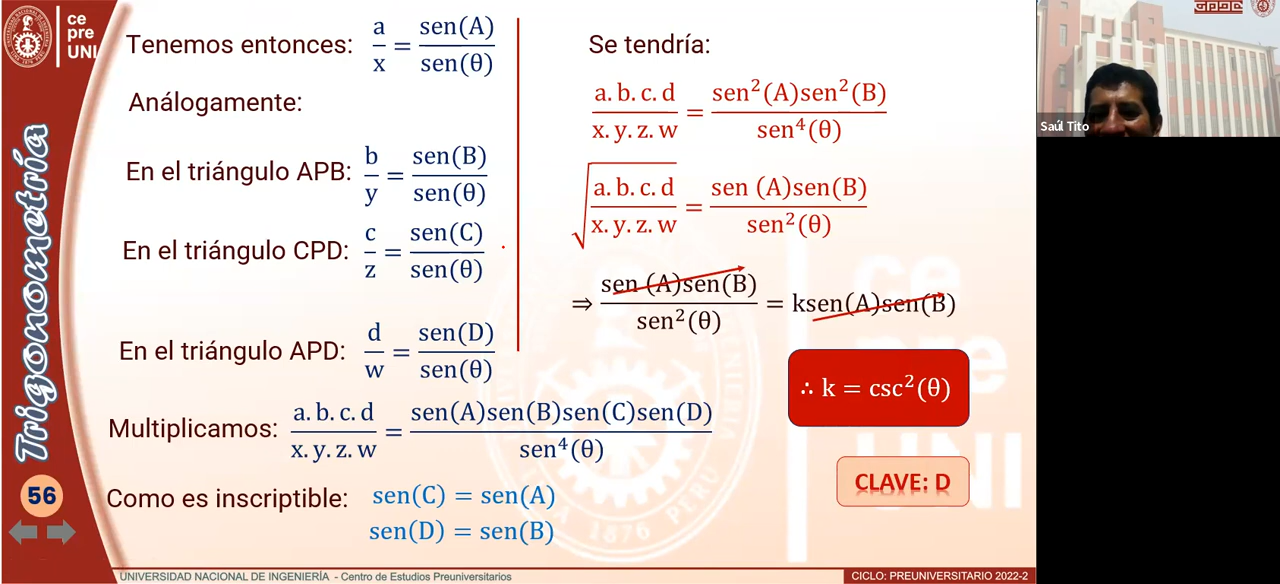 ce
pre
UNI
Trigonometría
56
Tenemos entonces: a/x = sen(A)/sen(θ)
Análogamente:
En el triángulo APB: b/y = sen(B)/sen(θ)
En el triángulo CPD: c/z = sen(C)/sen(θ)
En el triángulo APD: d/w = sen(D)/sen(θ)
Multiplicamos: a.b.c.d/x.y.z.w = sen(A)sen(B)sen(C)sen(D)/sen⁴(θ)
Como es inscriptible: sen(C) = sen(A)
sen(D) = sen(B)
Se tendría:
a.b.c.d/x.y.z.w = sen²(A)sen²(B)/sen⁴(θ)
√(a.b.c.d/x.y.z.w) = sen (A)sen(B)/sen²(θ)
⇒ sen (A)sen(B)/sen²(θ) = ksen(A)sen(B)
∴ k = csc²(θ)
CLAVE: D
UNIVERSIDAD NACIONAL DE INGENIERÍA - Centro de Estudios Preuniversitarios
CICLO: PREUNIVERSITARIO 2022-2
Saúl Tito